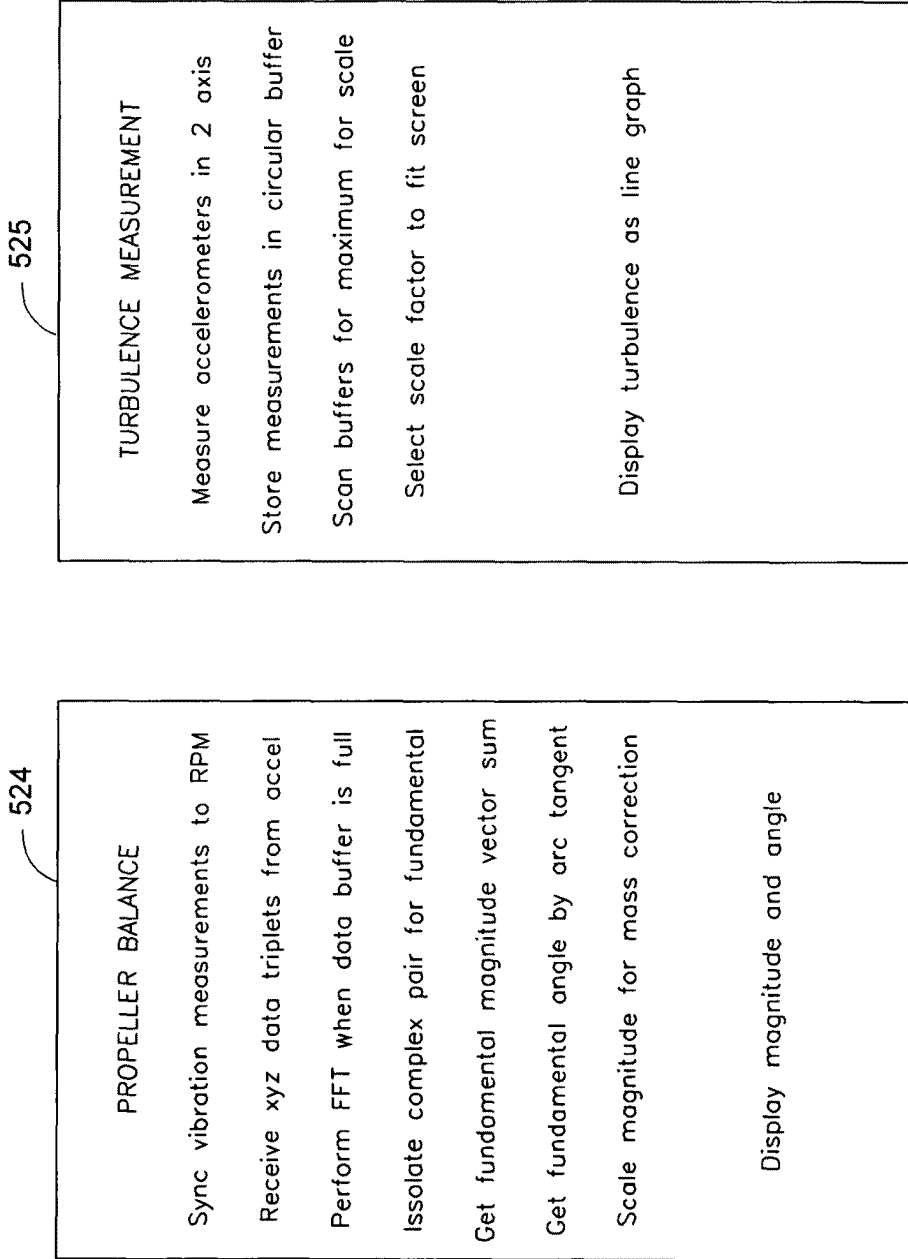 524
PROPELLER BALANCE
Sync vibration measurements to RPM
Receive xyz data triplets from accel
Perform FFT when data buffer is full
Issolate complex pair for fundamental
Get fundamental magnitude vector sum
Get fundamental angle by arc tangent
Scale magnitude for mass correction
Display magnitude and angle
525
TURBULENCE MEASUREMENT
Measure accelerometers in 2 axis
Store measurements in circular buffer
Scan buffers for maximum for scale
Select scale factor to fit screen
Display turbulence as line graph